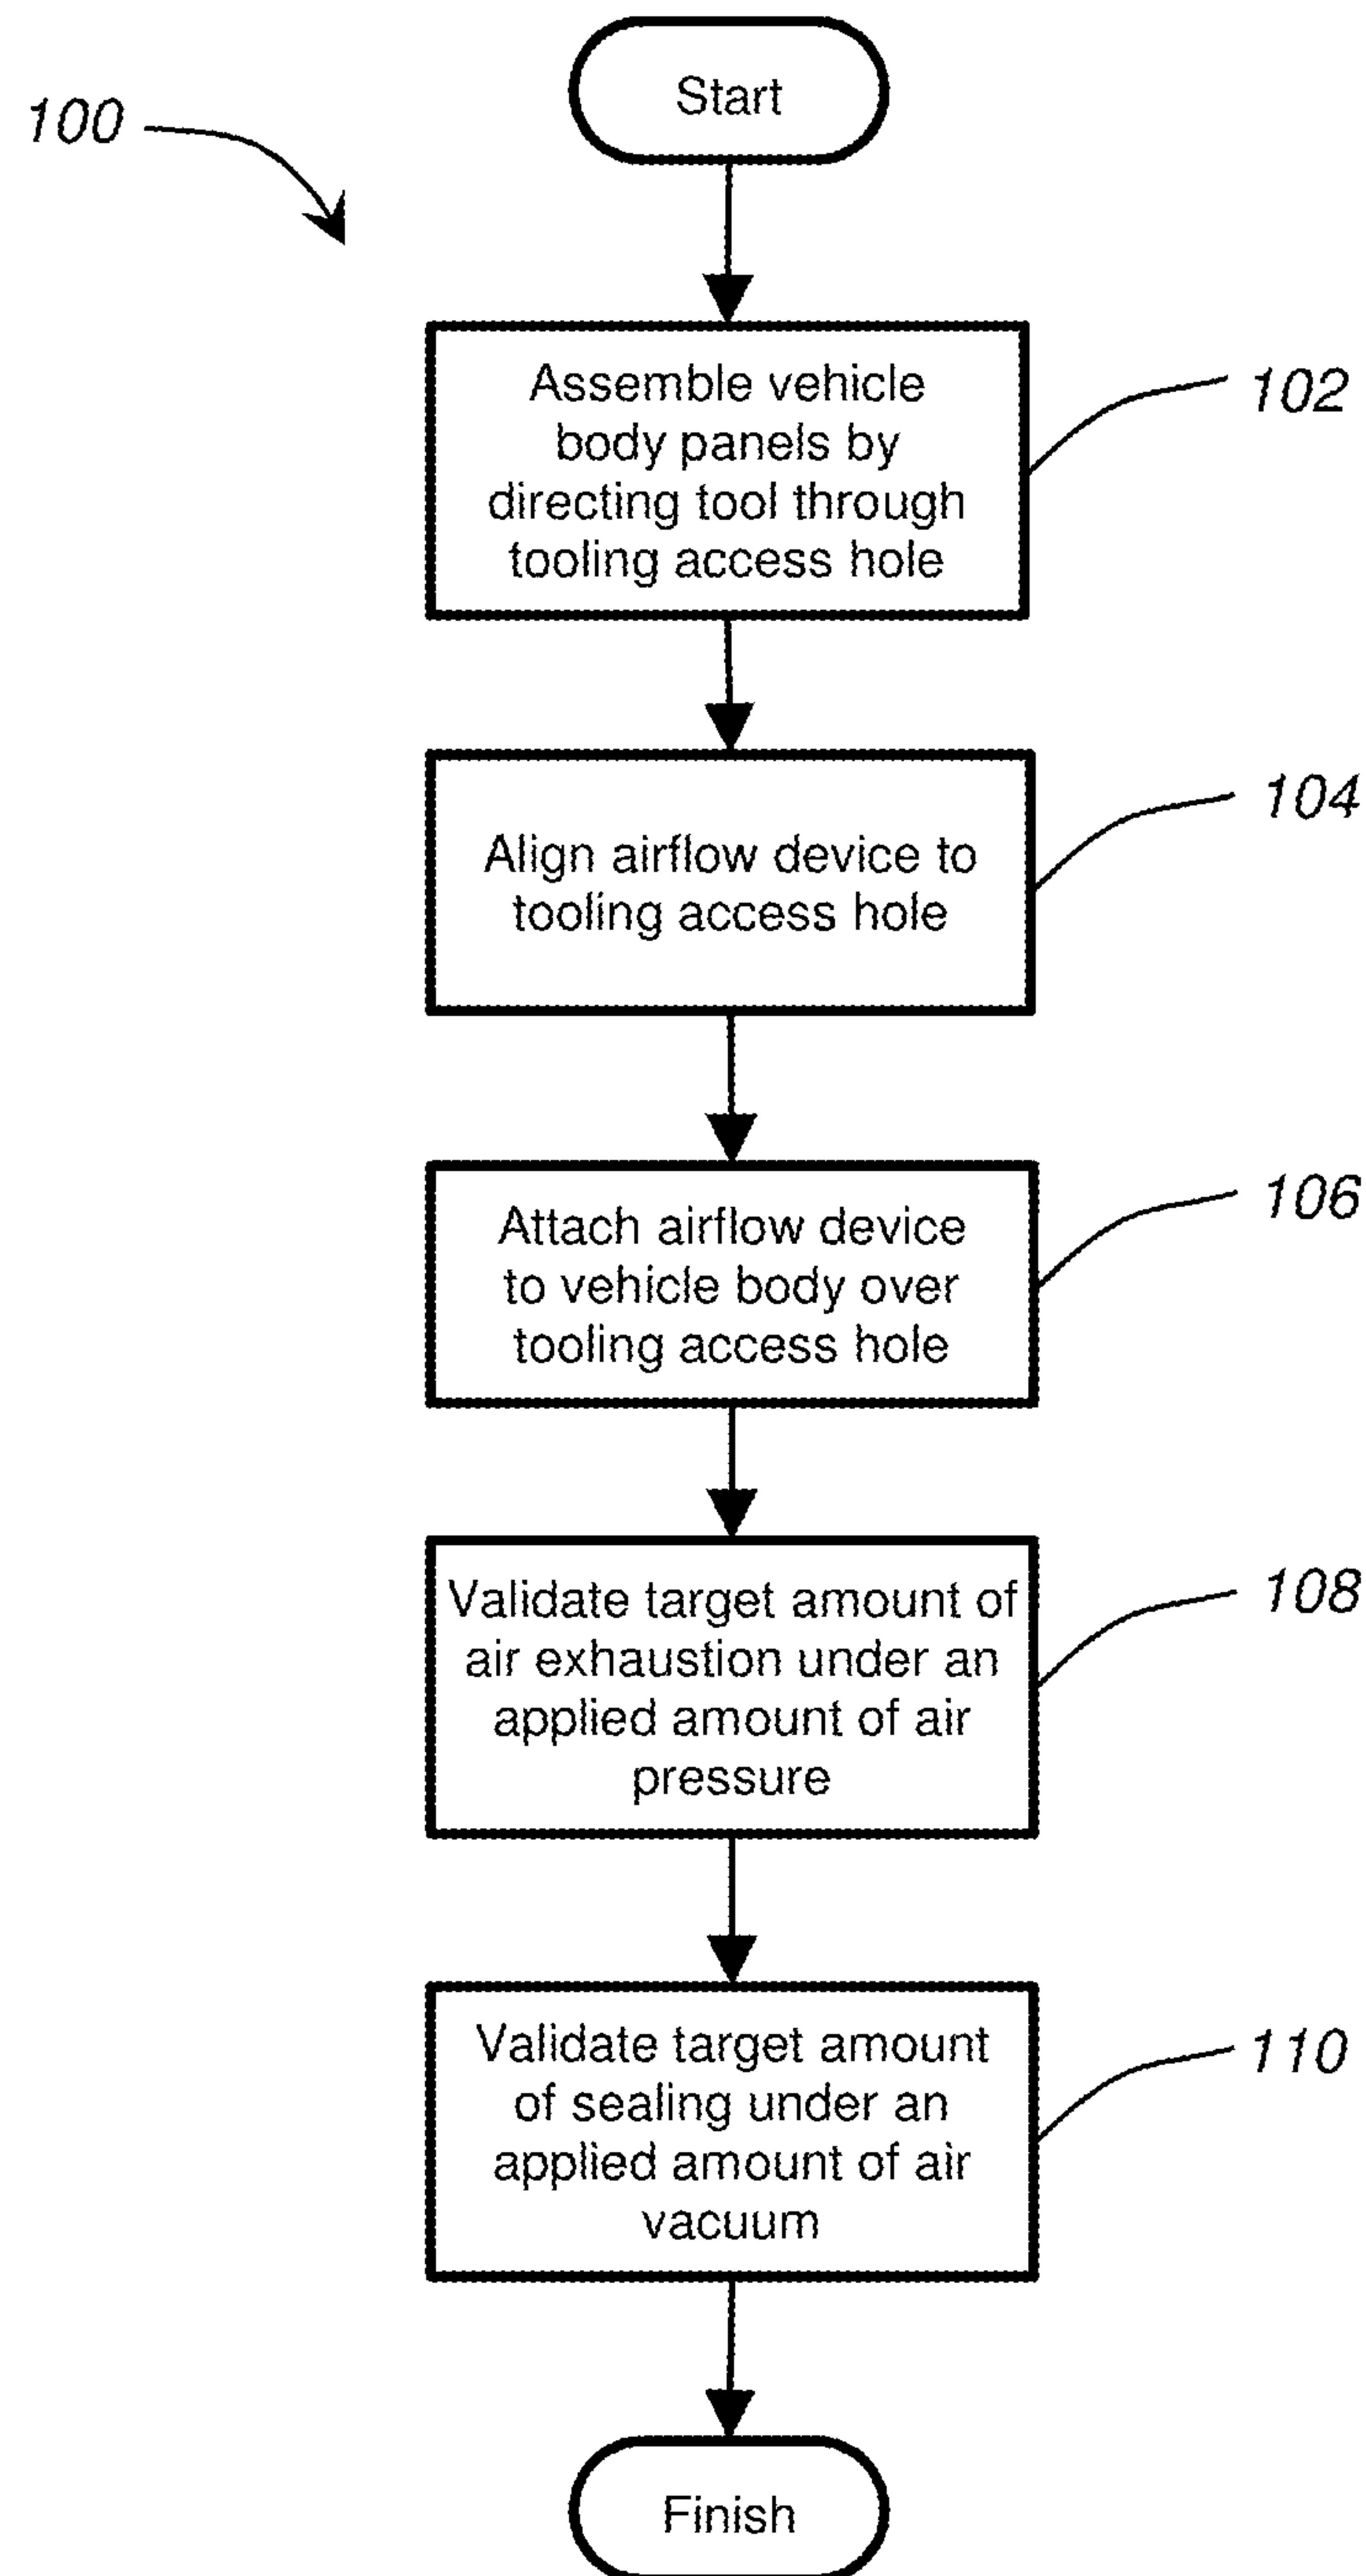 Start
100
Assemble vehicle
body panels by
directing tool through
tooling access hole
102
Align airflow device to
tooling access hole
104
Attach airflow device
to vehicle body over
tooling access hole
106
Validate target amount of
air exhaustion under an
applied amount of air
pressure
108
Validate target amount
of sealing under an
applied amount of air
vacuum
110
Finish